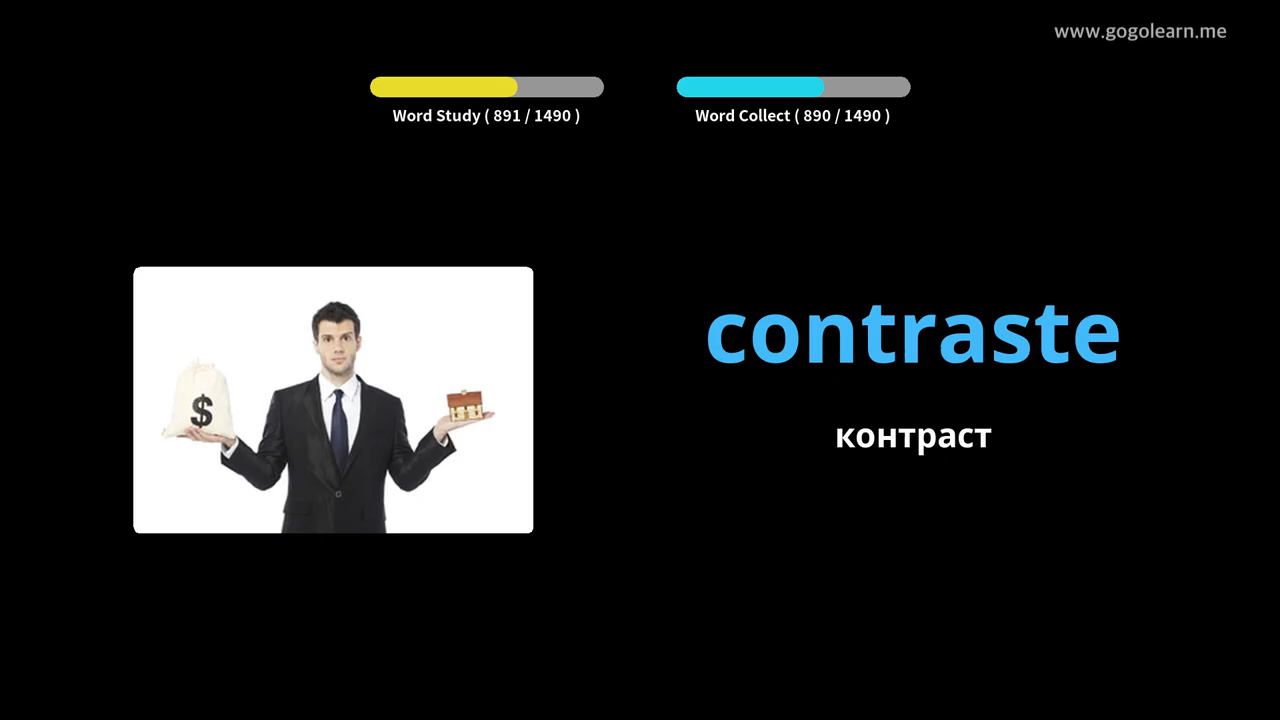 www.gogolearn.me
Word Study ( 891 / 1490 )
Word Collect ( 890 / 1490 )
$
contraste
контраст